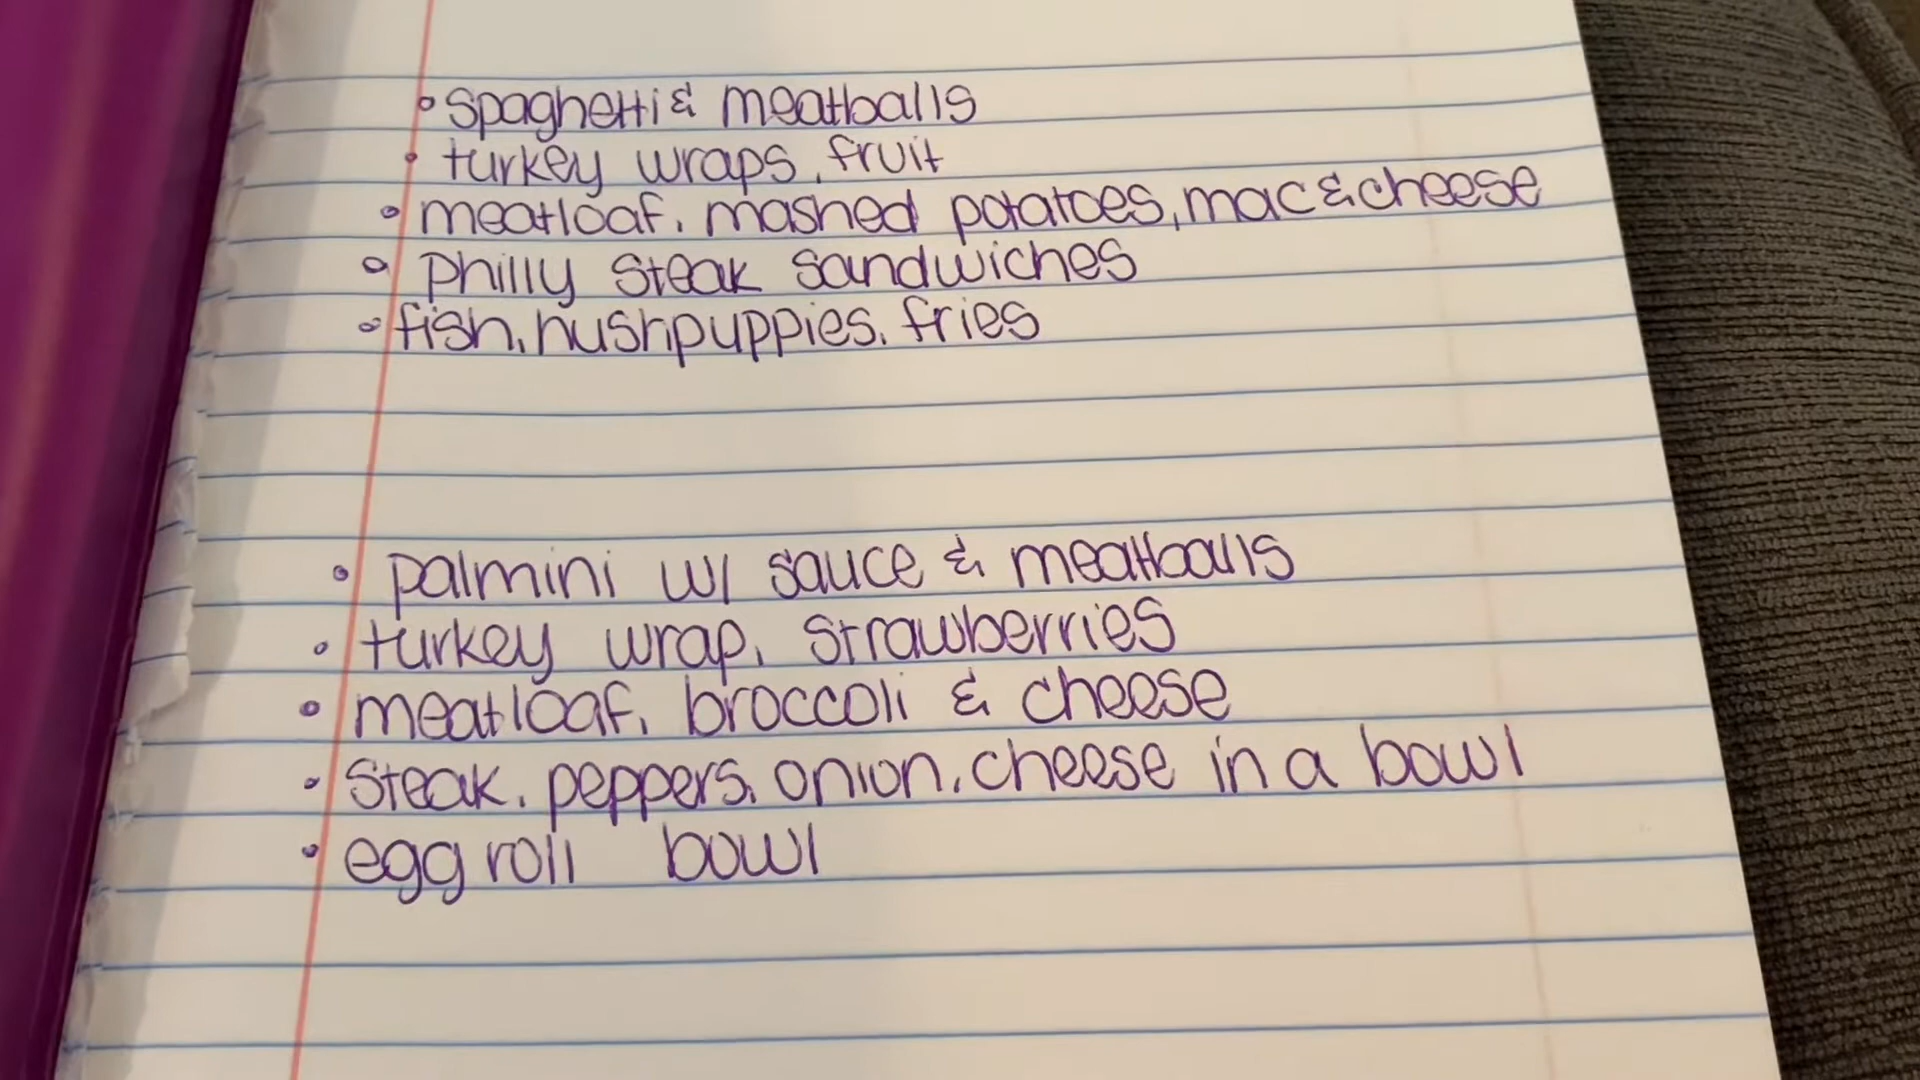 spaghetti & meatballs
turkey wraps, fruit
meatloaf, mashed potatoes, mac & cheese
philly steak sandwiches
fish, hushpuppies, fries
palmini w/ sauce & meatballs
turkey wrap, strawberries
meatloaf, broccoli & cheese
steak, peppers, onion, cheese in a bowl
egg roll bowl